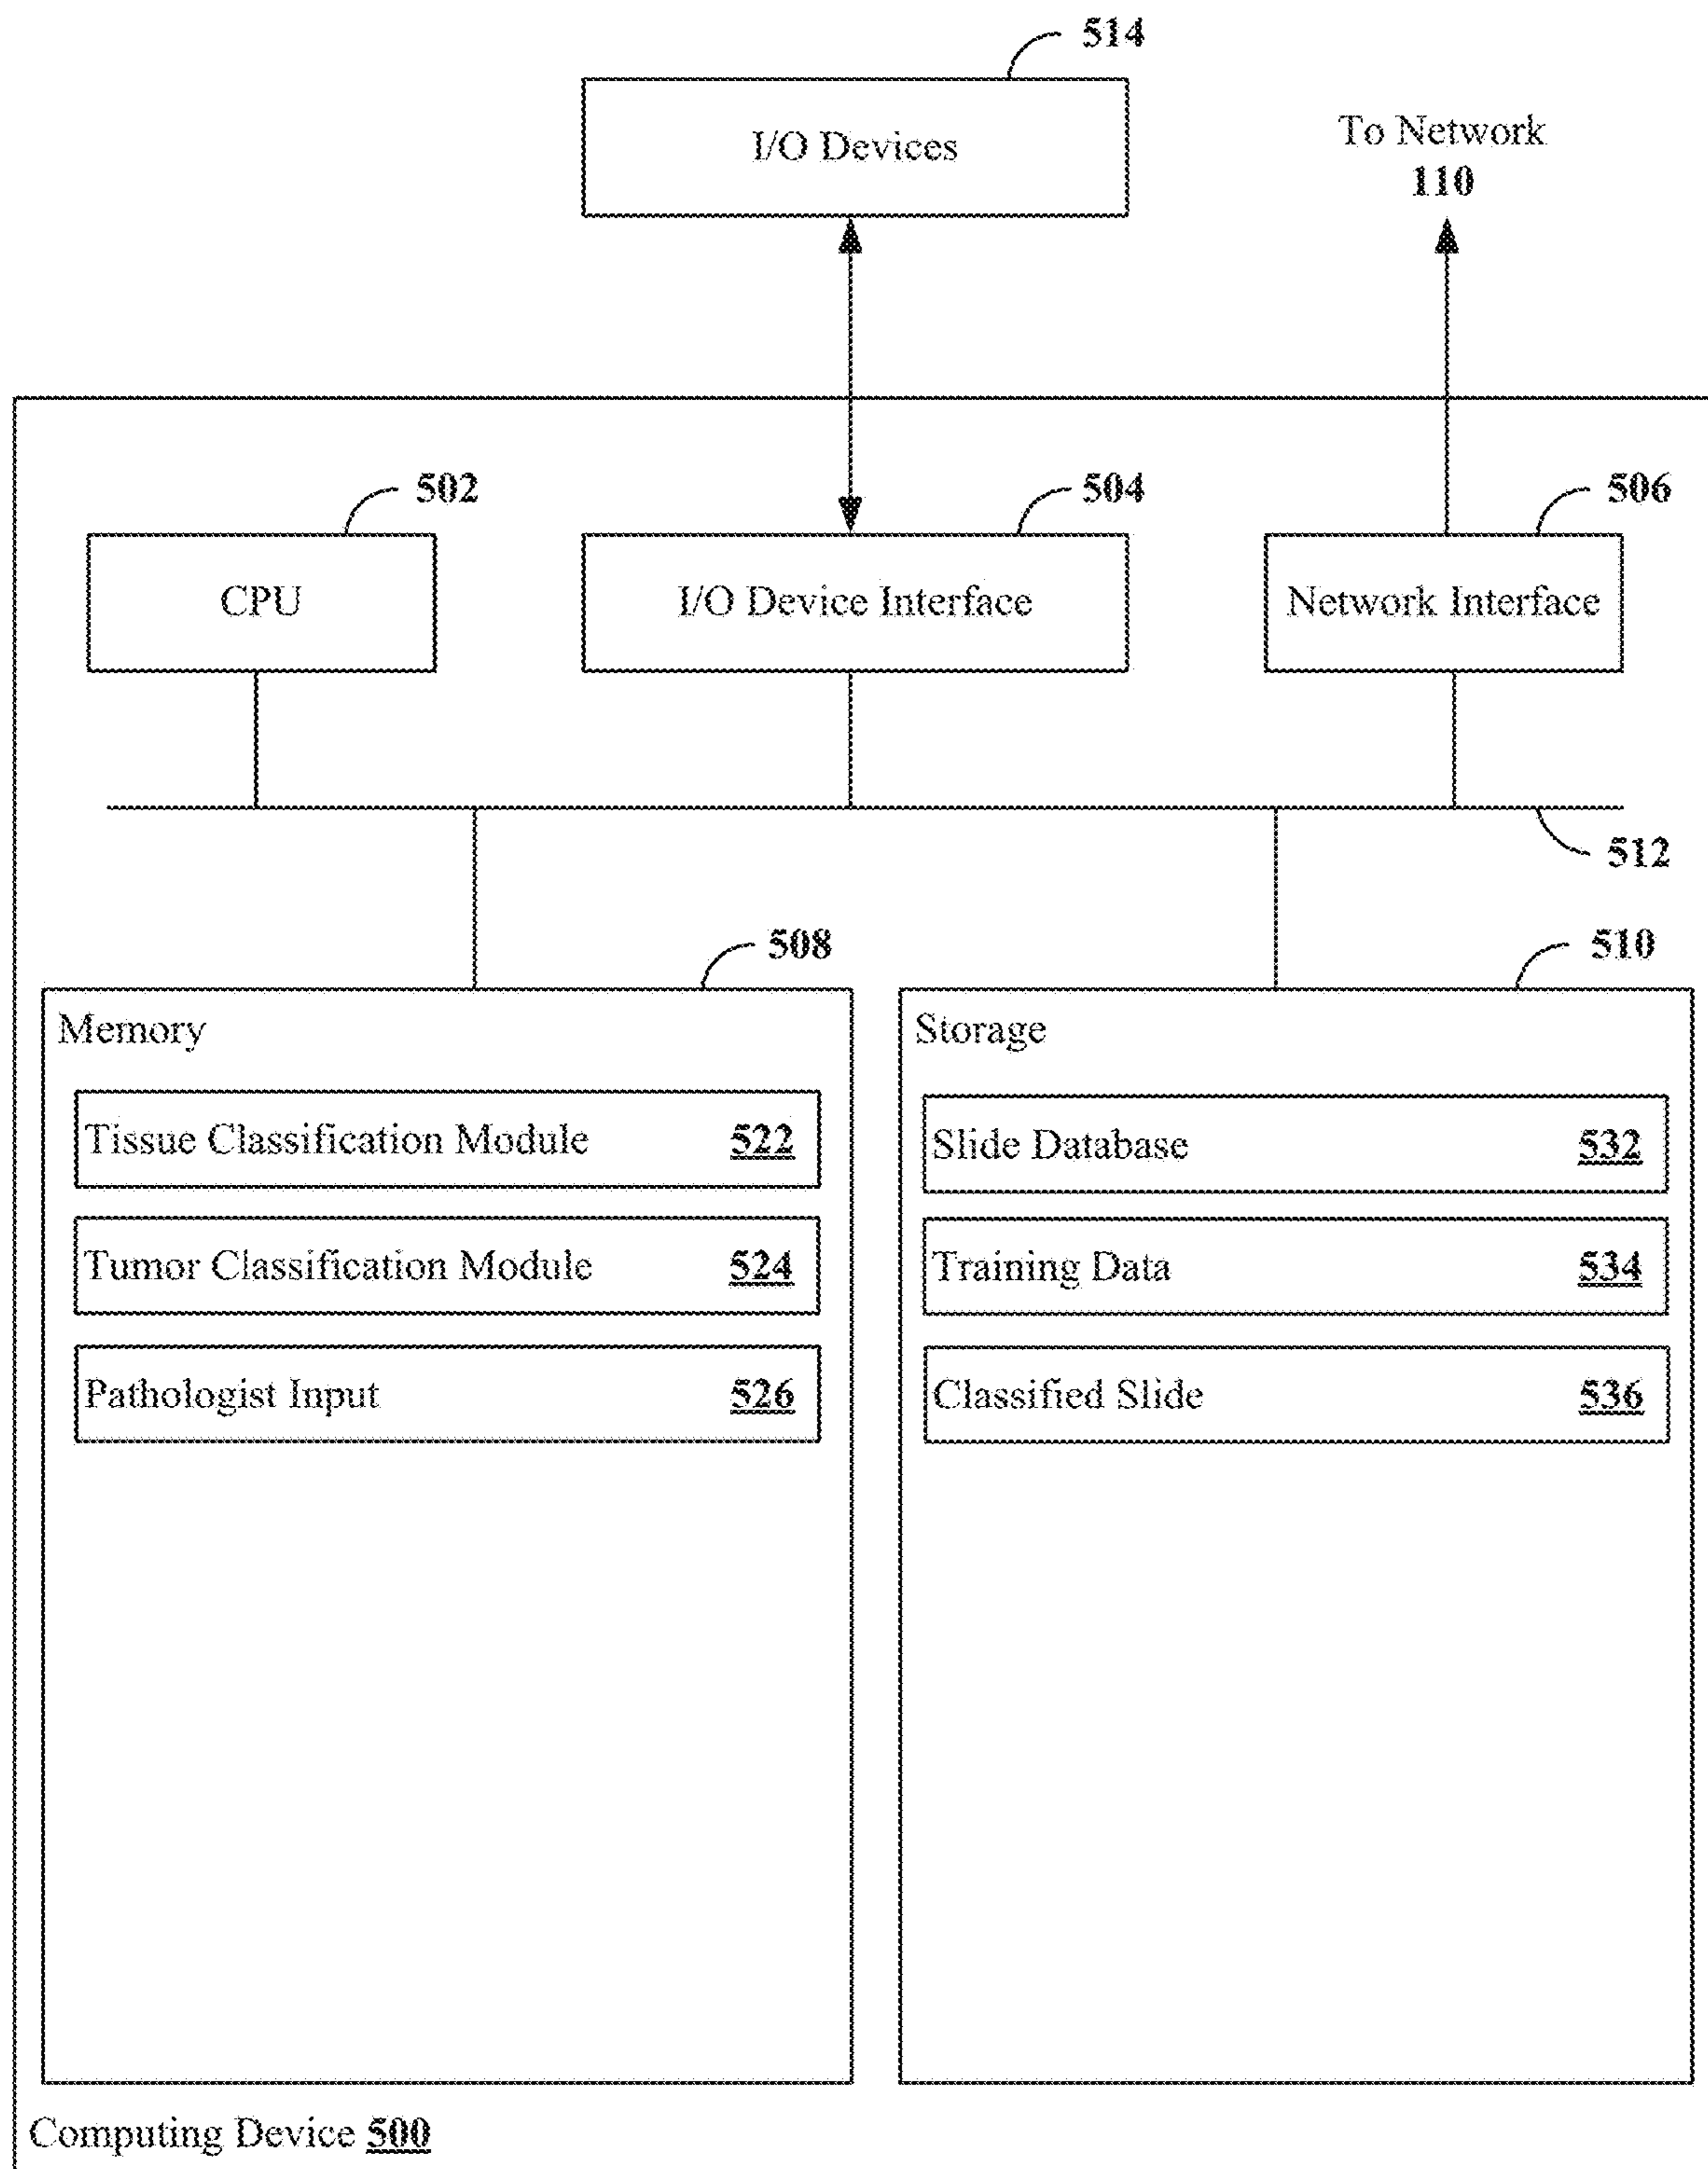 514
I/O Devices
To Network
110
502
504
506
CPU
I/O Device Interface
Network Interface
512
508
510
Memory
Storage
Tissue Classification Module 522
Slide Database 532
Tumor Classification Module 524
Training Data 534
Pathologist Input 526
Classified Slide 536
Computing Device 500